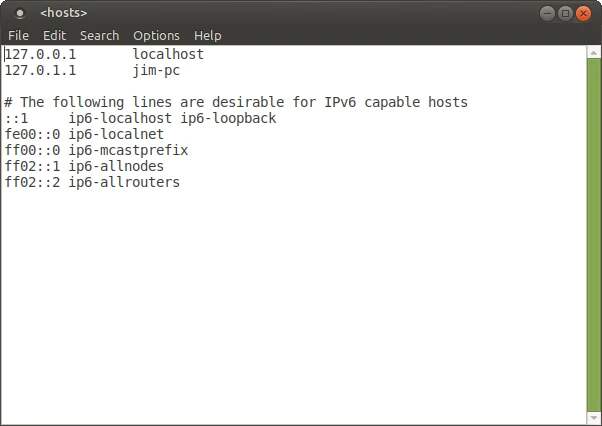 <hosts>
File Edit Search Options Help
127.0.0.1 localhost
127.0.1.1 jim-pc
# The following lines are desirable for IPv6 capable hosts
::1 ip6-localhost ip6-loopback
fe00::0 ip6-localnet
ff00::0 ip6-mcastprefix
ff02::1 ip6-allnodes
ff02::2 ip6-allrouters